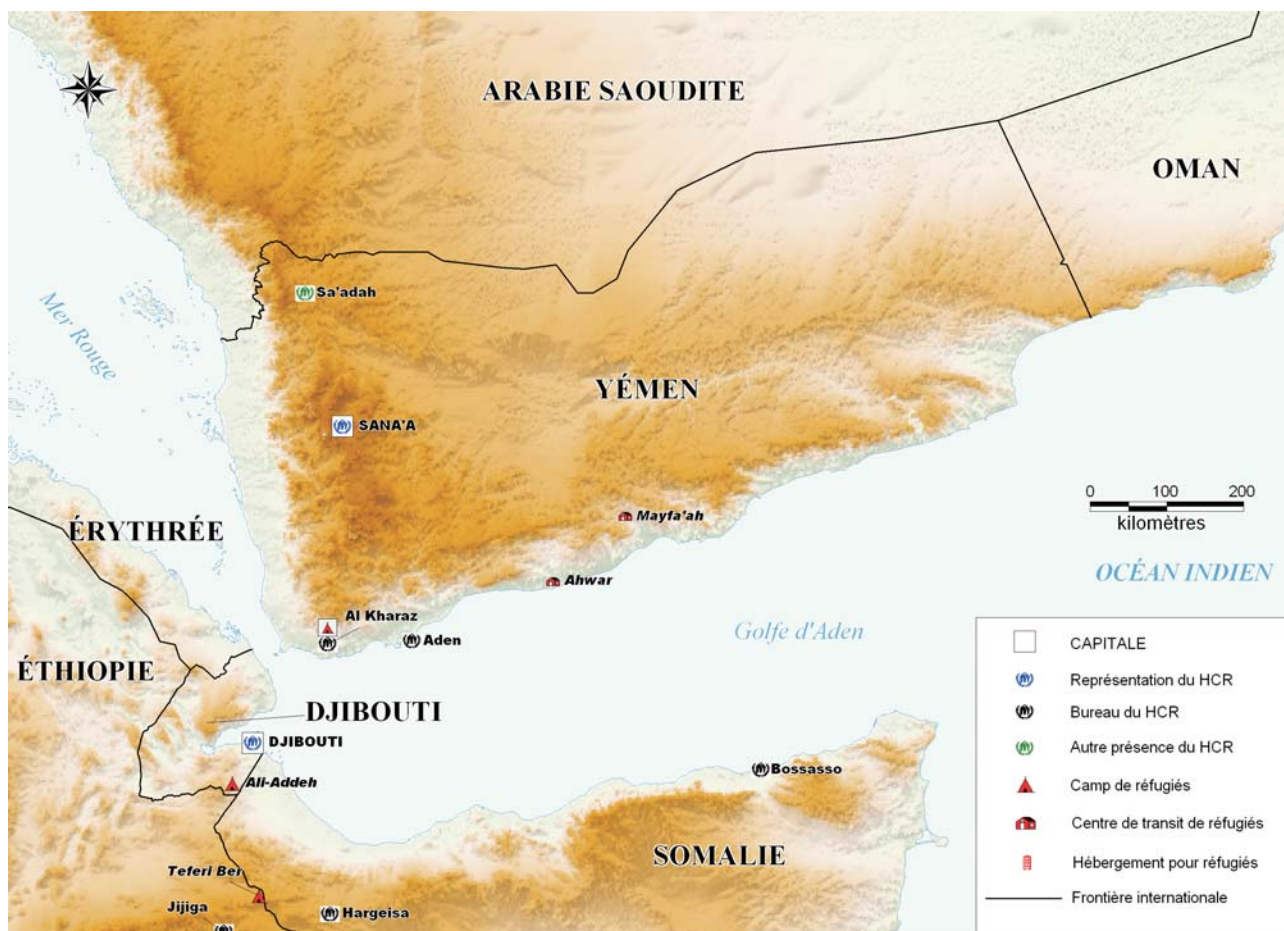 ARABIE SAOUDITE
OMAN
Sa'adah
Mer Rouge
YÉMEN
SANA'A
0 100 200
kilomètres
Mayfa'ah
ÉRYTHRÉE
OCÉAN INDIEN
Ahwar
Al Kharaz
Golfe d'Aden
Aden
ÉTHIOPIE
DJIBOUTI
DJIBOUTI
Bossasso
Ali-Addeh
SOMALIE
Teferi Ber
Jijiga
Hargeisa
CAPITALE
Représentation du HCR
Bureau du HCR
Autre présence du HCR
Camp de réfugiés
Centre de transit de réfugiés
Hébergement pour réfugiés
Frontière internationale